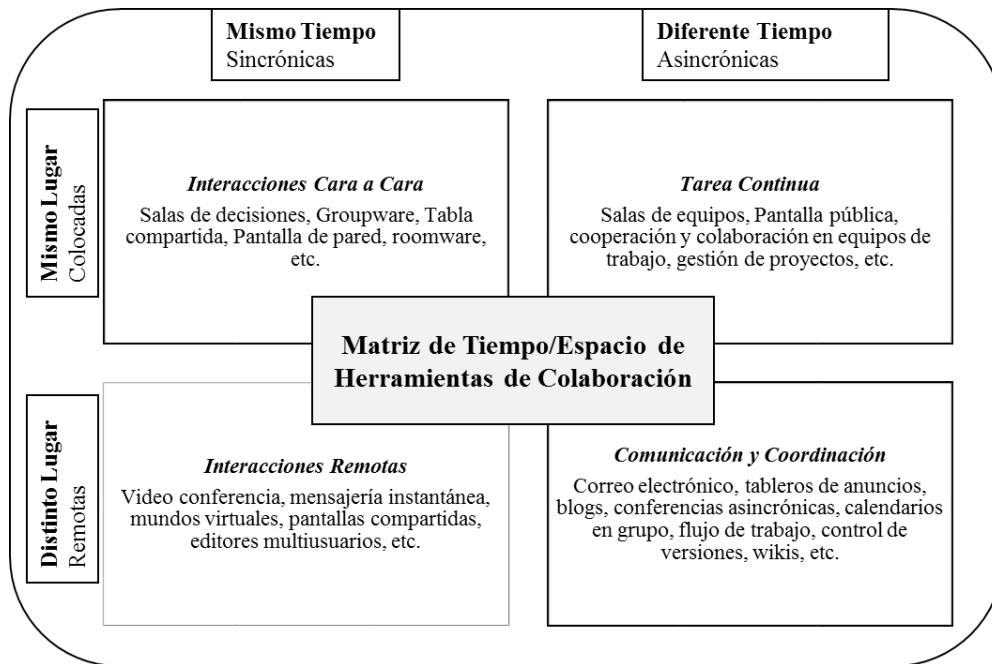 Mismo Tiempo
Sincrónicas
Diferente Tiempo
Asincrónicas
Mismo Lugar
Colocadas
Interacciones Cara a Cara
Salas de decisiones, Groupware, Tabla
compartida, Pantalla de pared, roomware,
etc.
Tarea Continua
Salas de equipos, Pantalla pública,
cooperación y colaboración en equipos de
trabajo, gestión de proyectos, etc.
Matriz de Tiempo/Espacio de
Herramientas de Colaboración
Distinto Lugar
Remotas
Interacciones Remotas
Video conferencia, mensajería instantánea,
mundos virtuales, pantallas compartidas,
editores multiusuarios, etc.
Comunicación y Coordinación
Correo electrónico, tableros de anuncios,
blogs, conferencias asincrónicas, calendarios
en grupo, flujo de trabajo, control de
versiones, wikis, etc.